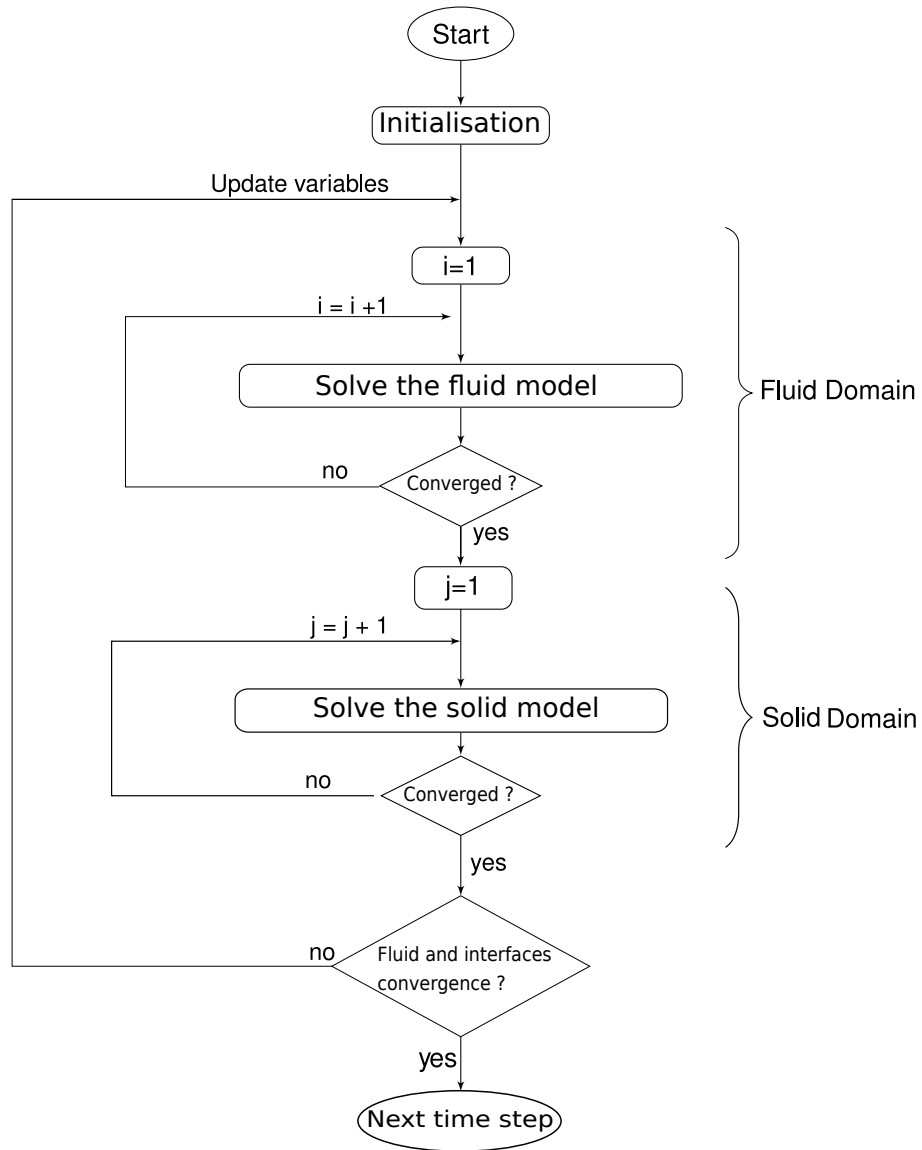 Start
Initialisation
Update variables
i=1
i = i +1
Solve the fluid model
Fluid Domain
Converged ?
no
yes
j=1
j = j + 1
Solve the solid model
Solid Domain
Converged ?
no
yes
Fluid and interfaces
convergence ?
no
yes
Next time step